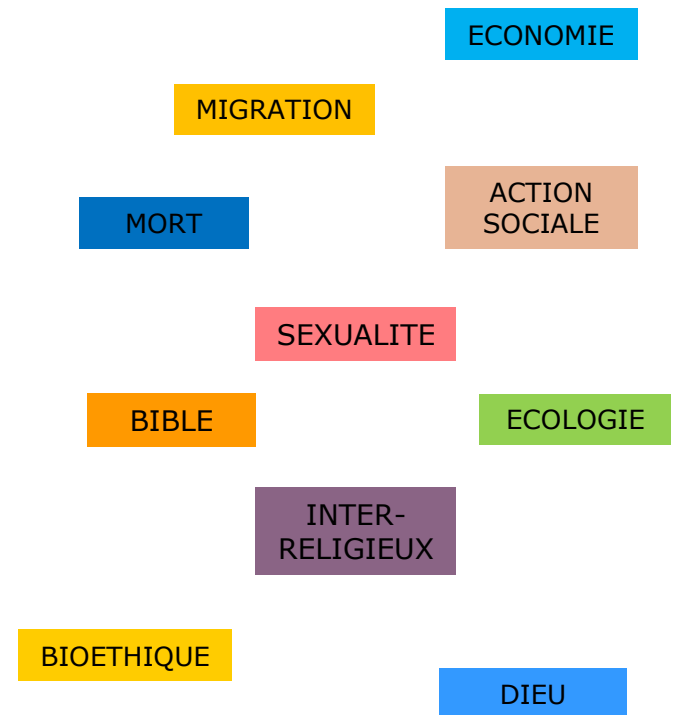 ECONOMIE
MIGRATION
ACTION
SOCIALE
MORT
SEXUALITE
BIBLE
ECOLOGIE
INTER-
RELIGIEUX
BIOETHIQUE
DIEU